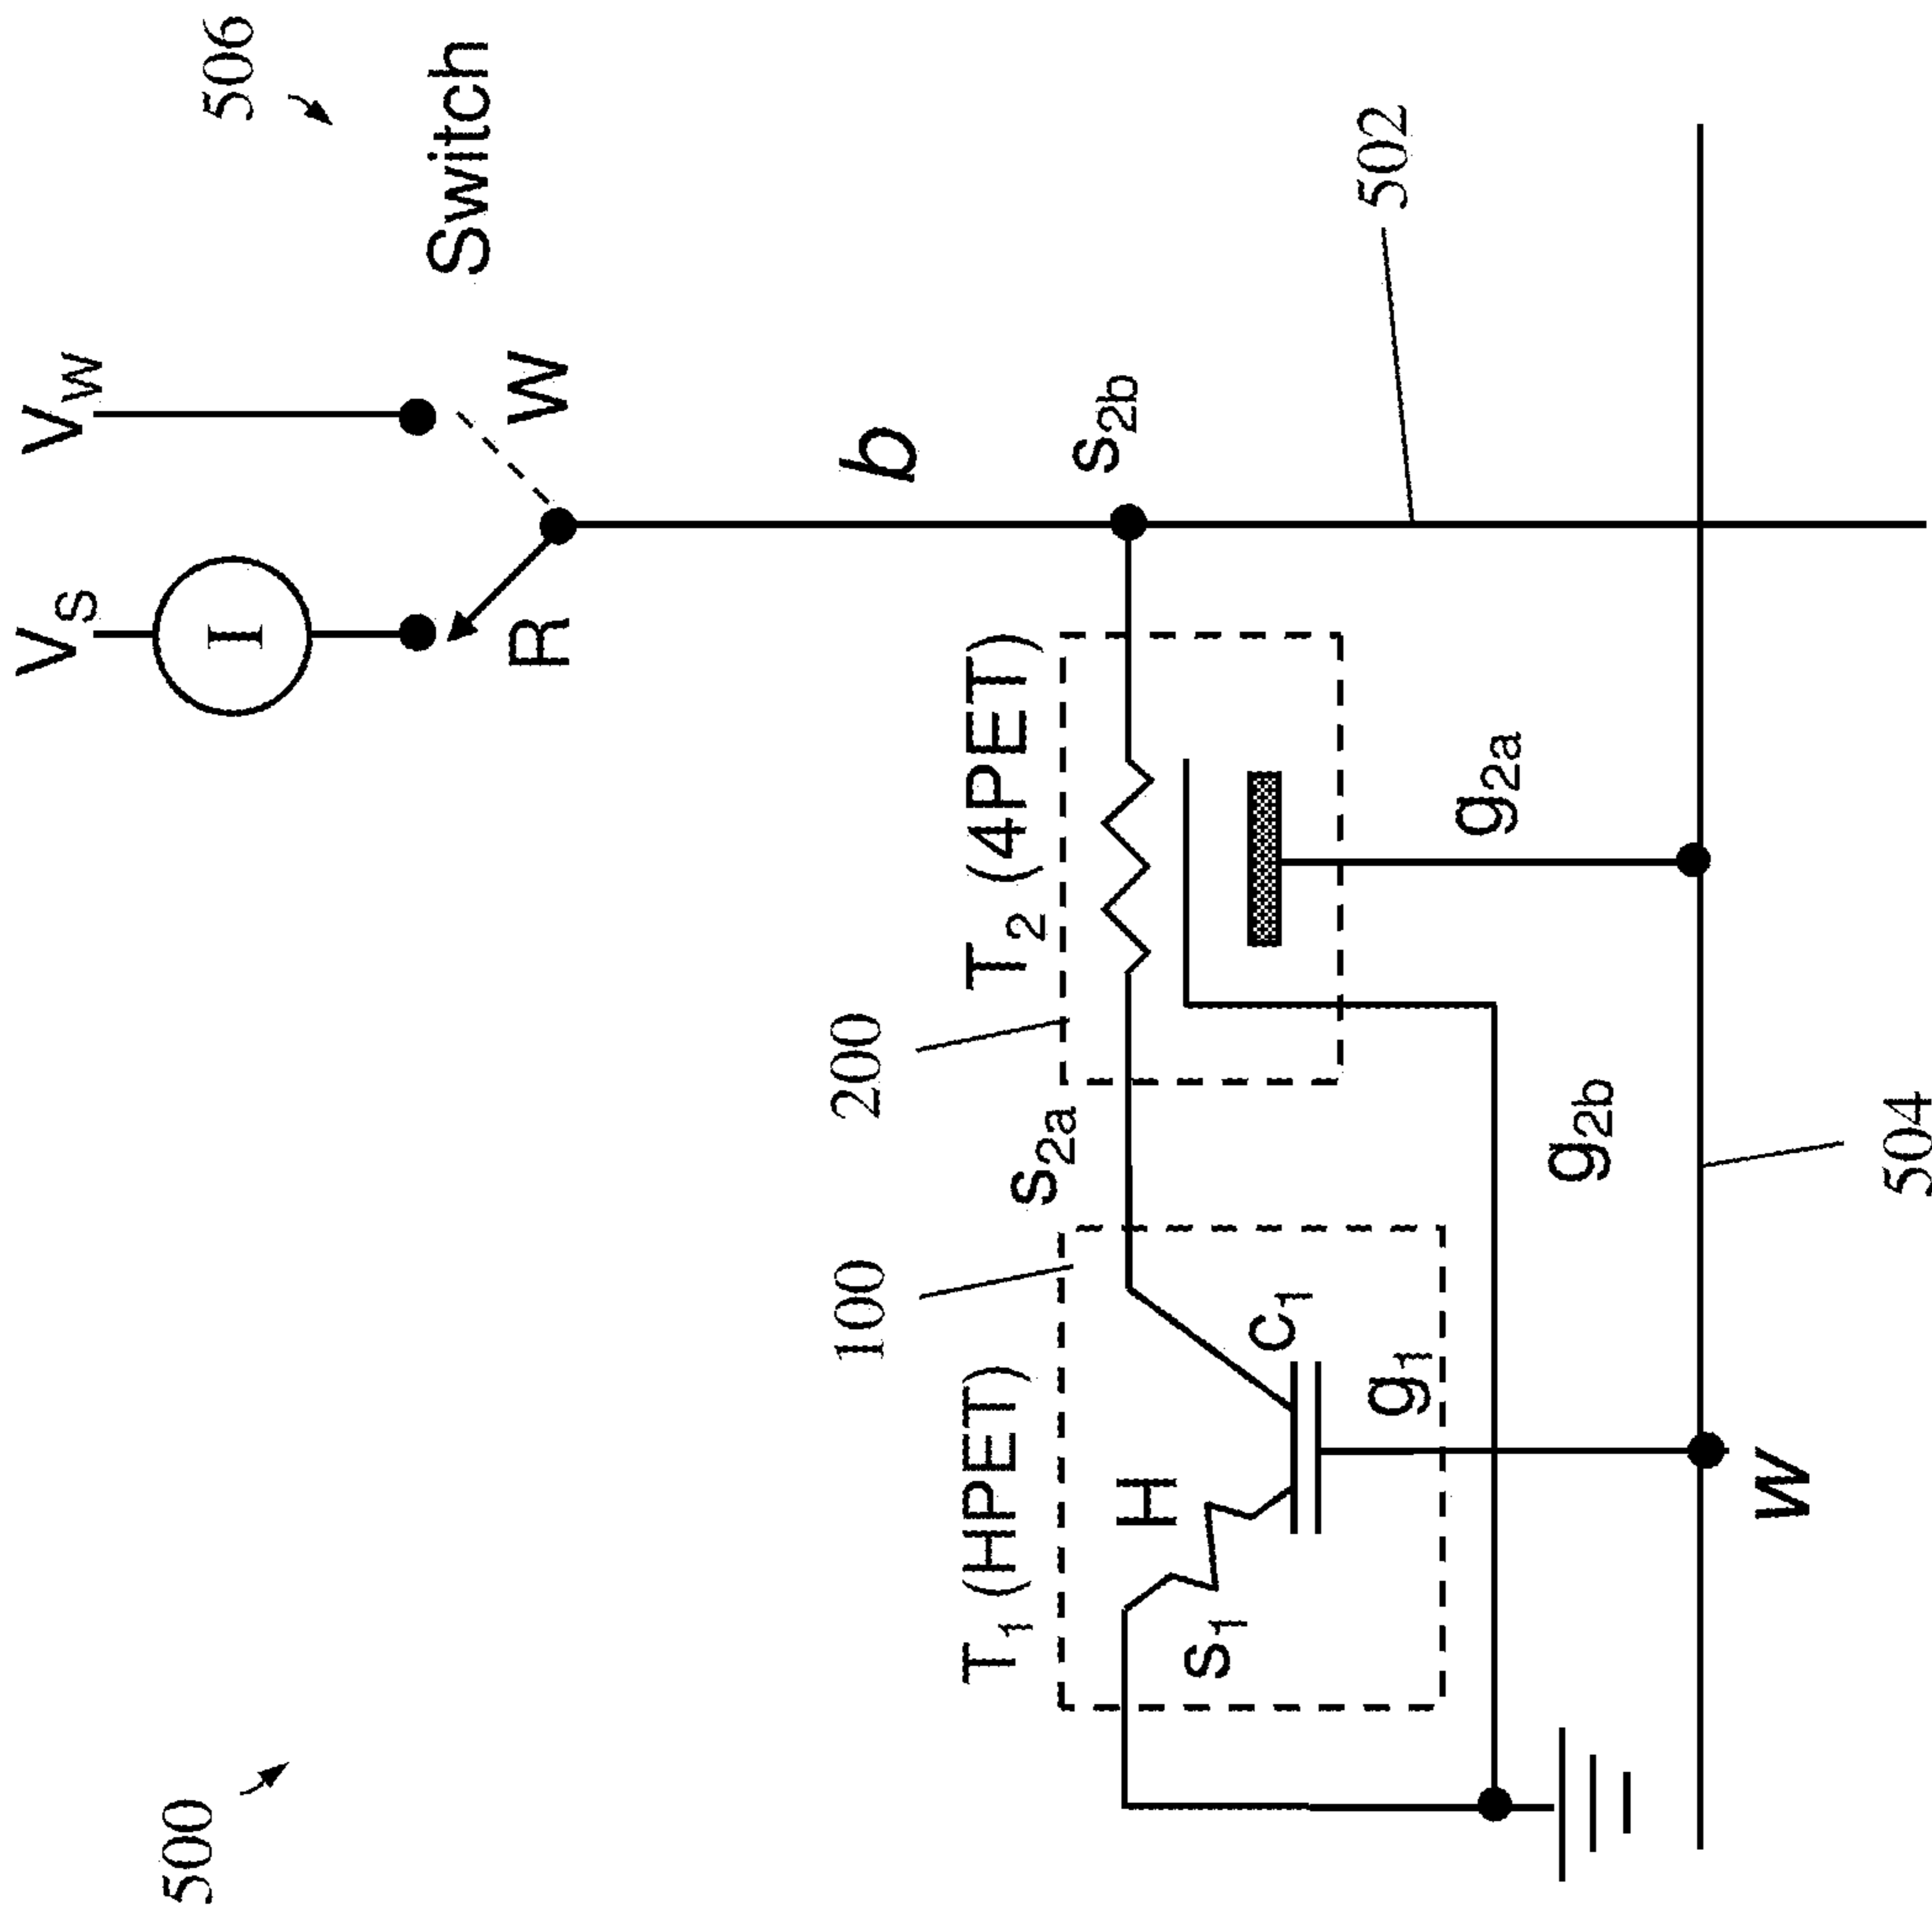 506
Switch
V_W
V_S
I
W
R
b
S_2b
502
T_2 (4PET)
200
g_2a
S_2a
g_2b
504
100
T_1 (HPET)
H
C_1
g_1
S_1
W
500